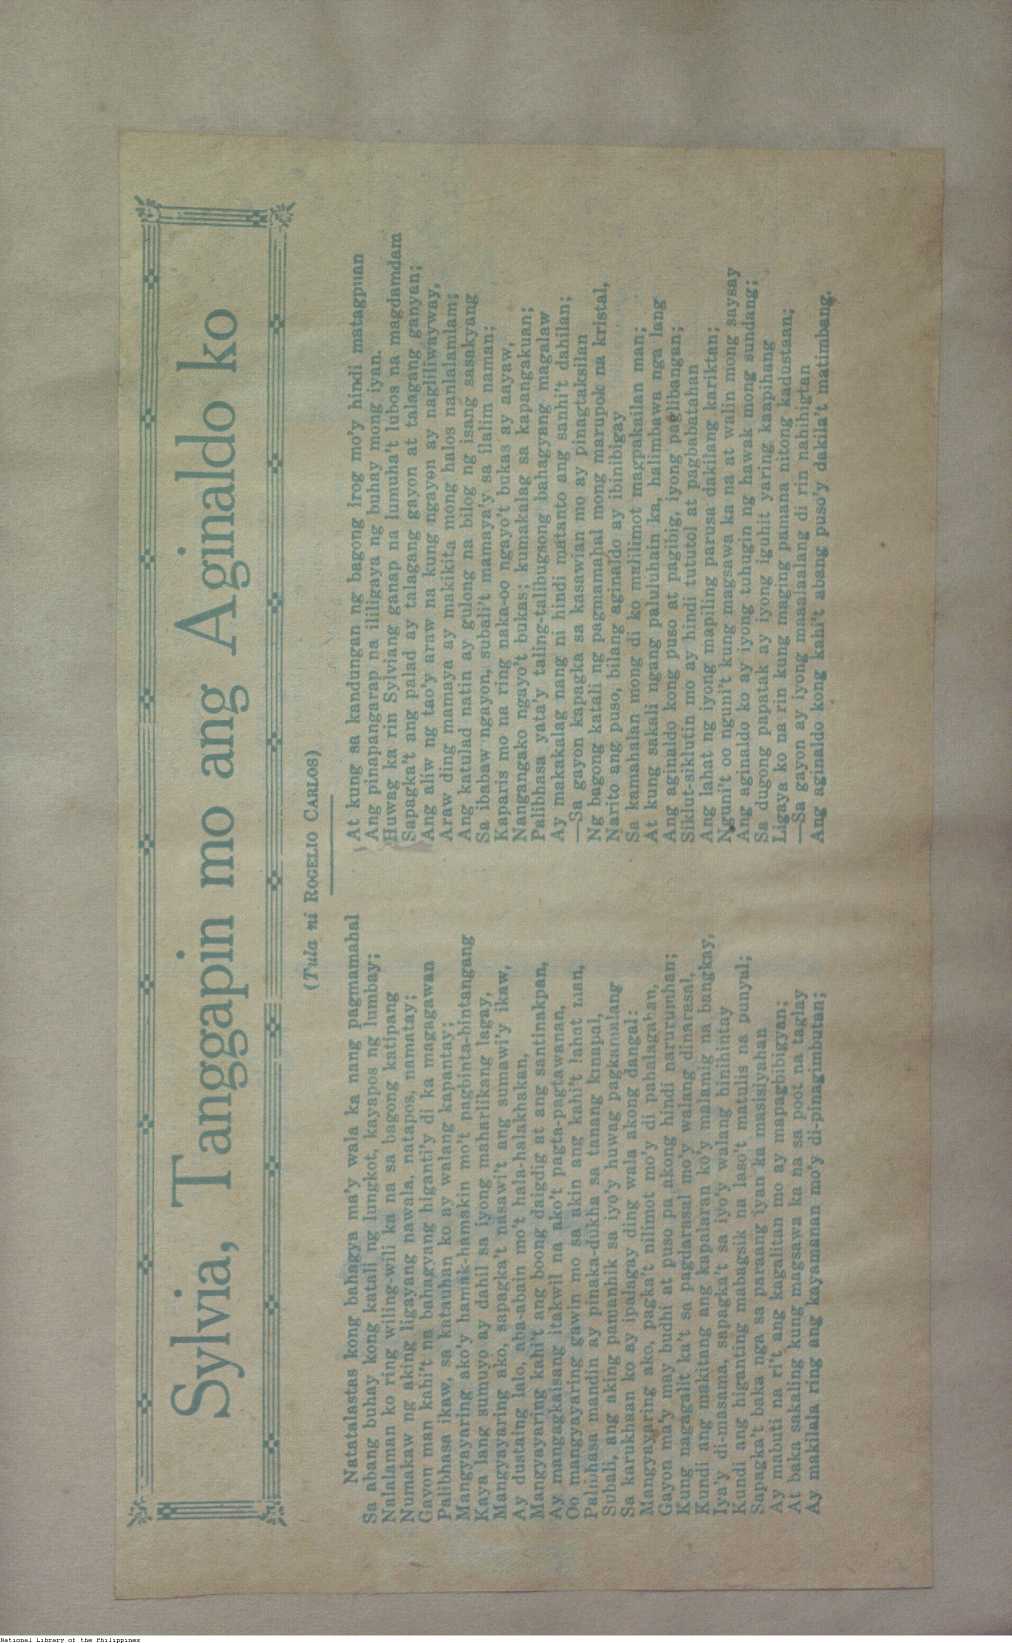 Sylvia, Tanggapin mo ang Aginaldo ko
(Tula ni ROGELIO CARLOS)
Natatalastas kong bahagya ma'y wala ka nang pagmamahal
Sa abang buhay kong katali ng lungkot, kayapos ng lumbay;
Nalaman ko ring wiling-wili ka na sa bagong katipang
Numakaw ng aking ligayang nawala, natapos, namatay;
Gayon man kahi't na bahagyang higanti'y di ka magagawan
Palibhasa ikaw, sa katauhan ko ay walang kapantay;
Mangyayaring ako'y hamak-hamakin mo't pagbinta-bintangang
Kaya lang sumuyo ay dahil sa iyong maharlikang lagay,
Mangyayaring ako, sapagka't nasawi't ang umawi'y ikaw,
Ay dustaing lalo, aba-abain mo't hala-halakhakan,
Mangyayaring kahi't ang boong daigdig at ang santinakpan,
Ay mangagkaisang itakwil na ako't pagta-pagtawanan,
Oo mangyayaring gawin mo sa akin ang kahi't lahat
Palibhasa mandin ay pinaka-dukha sa tanang kinapal,
Subali, ang aking pamanhik sa iyo'y huwag pagkanulang
Sa karukhaan ko ay ipalagay ding wala akong dangal:
Mangyayaring ako, pagka't nilimot mo'y di pahalagahan,
Gayon ma'y may budhi at puso pa akong hindi narurumhan;
Kung nagagalit ka't sa pagdarasal mo'y walang dinarasal,
Kundi ang makitang ang kapalaran ko'y malamig na bangkay,
Iya'y di-masama, sapagka't sa iyo'y walang binihintay
Kundi ang higanting mabagsik na laso't matulis na punyal;
Sapagka't baka nga sa paraang iyan ka masisiyahan
Ay mabuti na ri't ang kagalitan mo ay mapagbibigyan;
At baka sakaling kung magsawa ka na sa poot na taglay
Ay makilala ring ang kayamanan mo'y di-pinagimbutan;
At kung sa kandungan ng bagong irog mo'y hindi matagpuan
Ang pinapangarap na ililigaya ng buhay mong iyan.
Huwag ka rin Sylviang ganap na lumuha't lubos na magdamdam
Sapagka't ang palad ay talagang gayon at talagang ganyan;
Ang aliw ng tao'y araw na kung ngayon ay nagliliwayway,
Araw ding mamaya ay makikita mong halos nanlalamlam;
Ang katulad natin ay gulong na bilog ng isang sasakyang
Sa ibabaw ngayon, subali't mamaya'y sa ilalim naman;
Kaparis mo na ring naka-oo ngayo't bukas ay aayaw,
Nangangako ngayo't bukas; kumakalag sa kapangakuan;
Palibhasa yata'y taling-talibugsong bahagyang magalaw
Ay makakalag nang ni hindi matanto ang sanhi't dahilan;
—Sa gayon kapagka sa kasawian mo ay pinagtaksilan
Ng bagong katali ng pagmamahal mong marupok na kristal,
Narito ang puso, bilang aginaldo ay ibinibigay
Sa kamahalan mong di ko malilimot magpakailan man;
At kung sakali ngang paluluhain ka, halimbawa nga lang
Ang aginaldo kong puso at pagibig, iyong paglibangan;
Siklut-siklutin mo ay hindi tututol at pagbabatahan
Ang lahat ng iyong mapiling parusa dakilang kariktan;
Nguni't oo nguni't kung magsawa ka na at walin mong saysay
Ang aginaldo ko ay iyong tuhugin ng hawak mong sundang;
Sa dugong papatak ay iyong iguhit yaring kaapihang
Ligaya ko na rin kung maging pamana nitong kadustan;
—Sa gayon ay iyong maaalaalang di rin nahihigtan
Ang aginaldo kong kahi't abang puso'y dakila't matimbang.
National Library of the Philippines